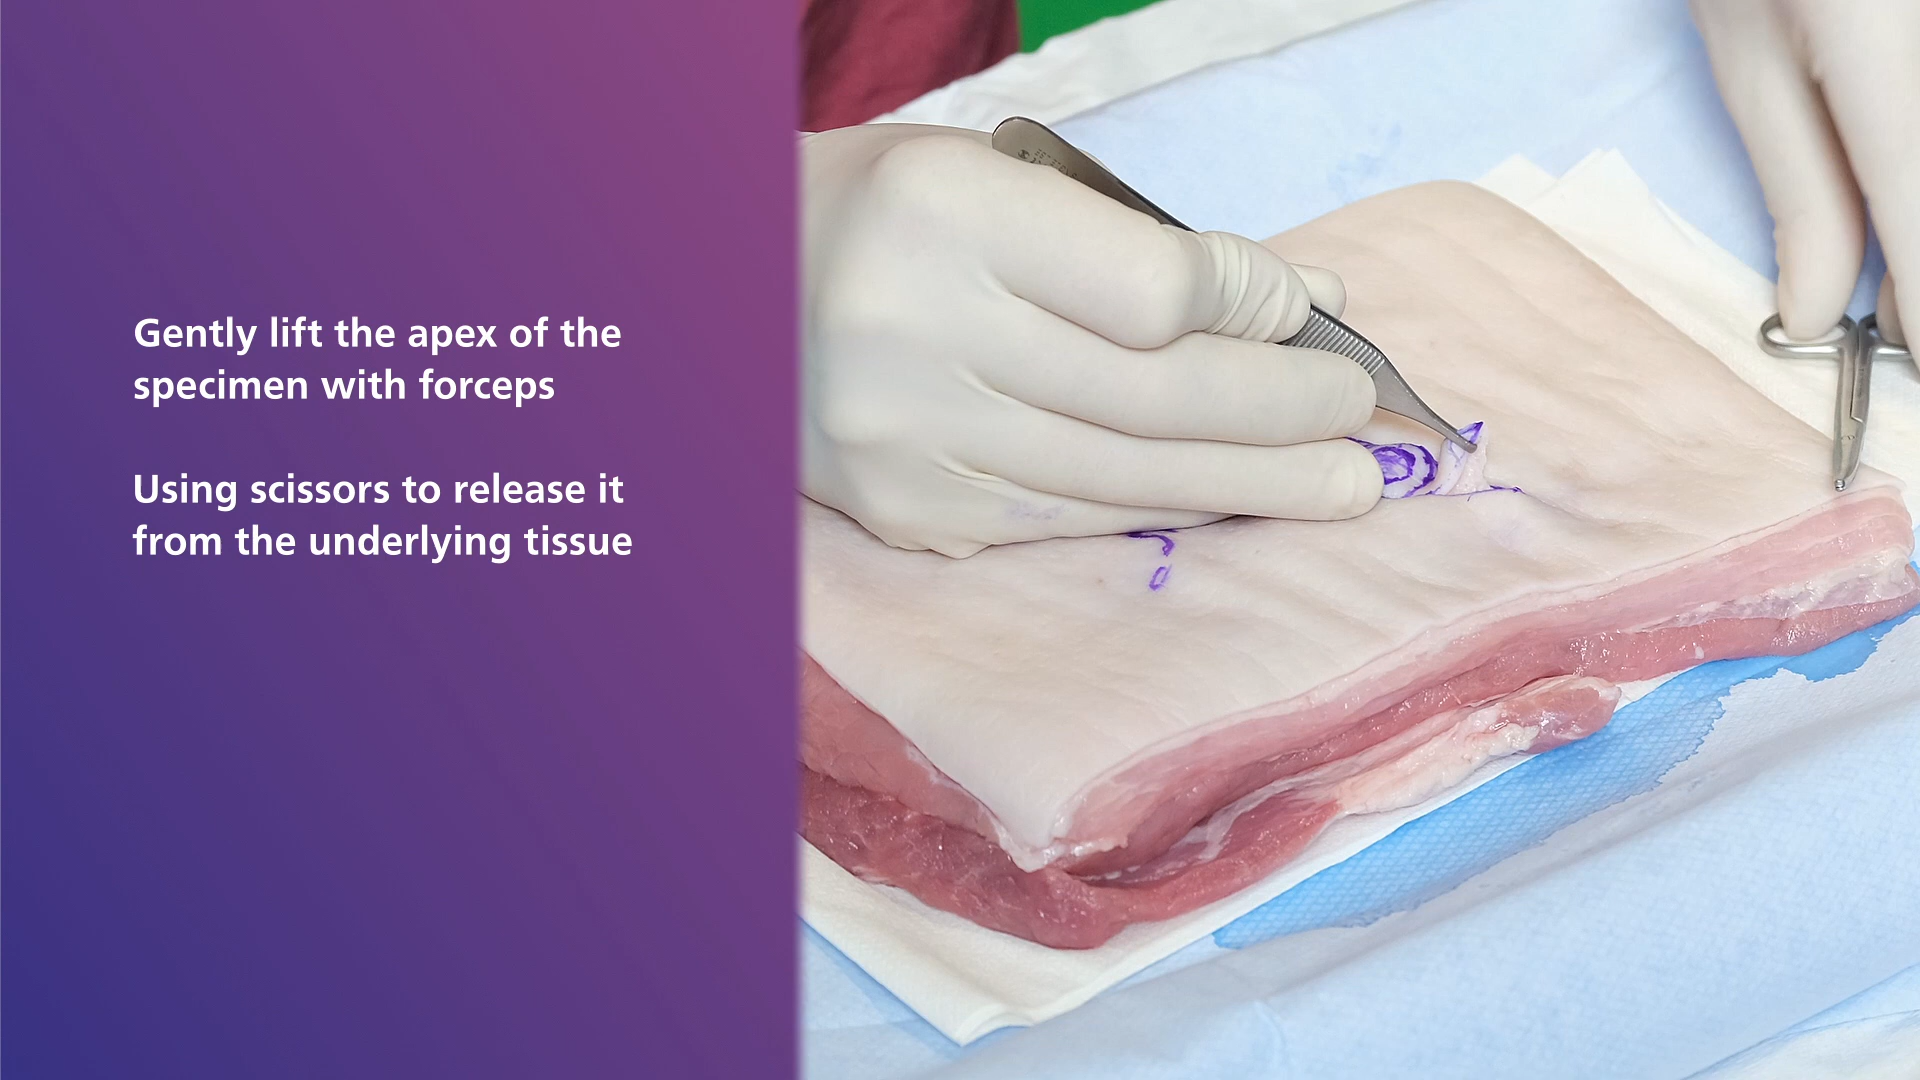 Gently lift the apex of the
specimen with forceps
Using scissors to release it
from the underlying tissue